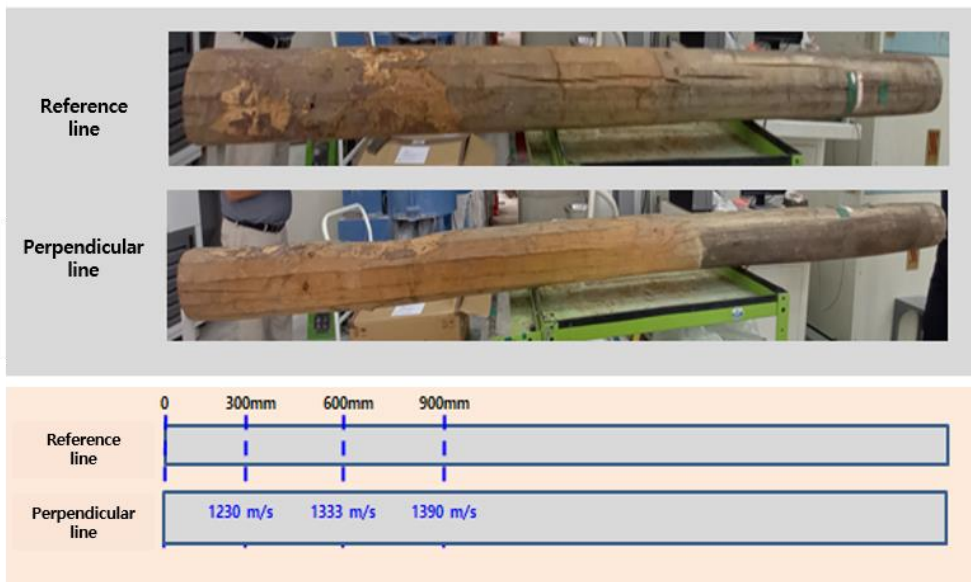 Reference
line
Perpendicular
line
0 300mm 600mm 900mm
Reference
line
Perpendicular
line
1230 m/s 1333 m/s 1390 m/s